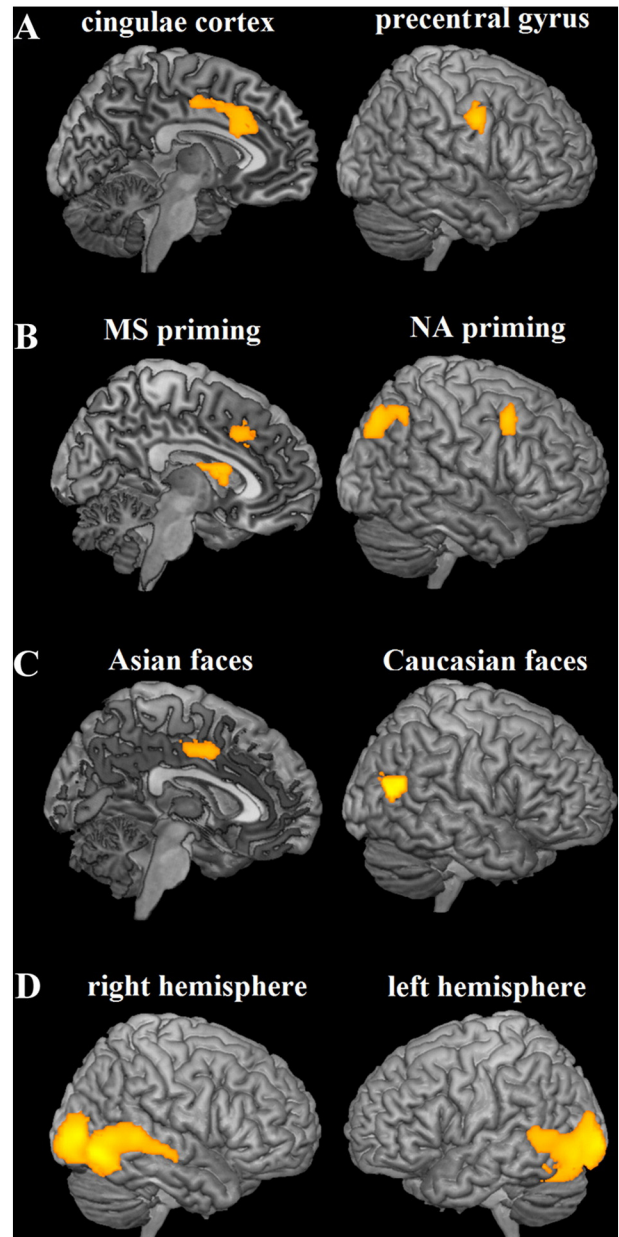 A cingulae cortex precentral gyrus
B MS priming NA priming
C Asian faces Caucasian faces
D right hemisphere left hemisphere